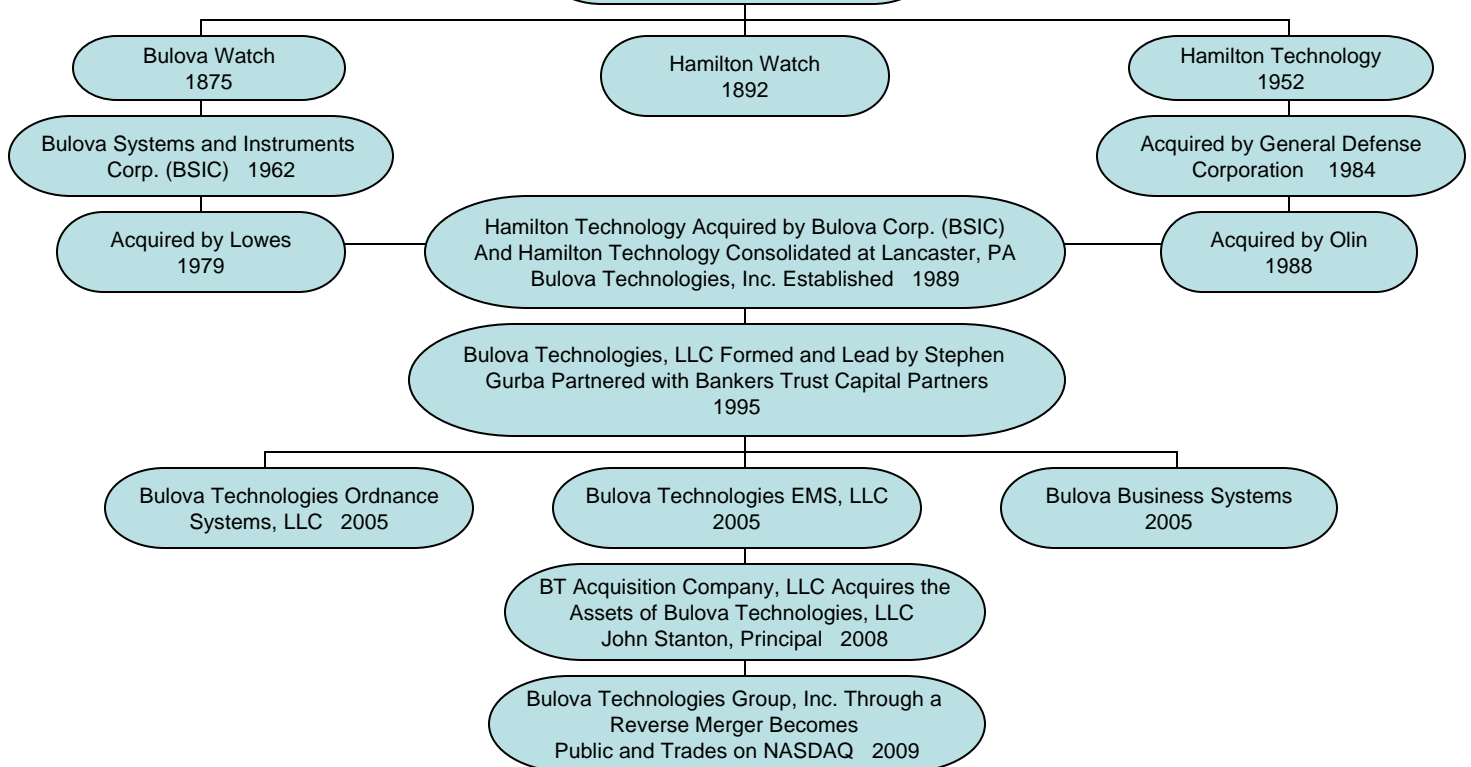 Bulova Watch
1875
Hamilton Watch
1892
Hamilton Technology
1952
Bulova Systems and Instruments
Corp. (BSIC) 1962
Acquired by General Defense
Corporation 1984
Acquired by Lowes
1979
Hamilton Technology Acquired by Bulova Corp. (BSIC)
And Hamilton Technology Consolidated at Lancaster, PA
Bulova Technologies, Inc. Established 1989
Acquired by Olin
1988
Bulova Technologies, LLC Formed and Lead by Stephen
Gurba Partnered with Bankers Trust Capital Partners
1995
Bulova Technologies Ordnance
Systems, LLC 2005
Bulova Technologies EMS, LLC
2005
Bulova Business Systems
2005
BT Acquisition Company, LLC Acquires the
Assets of Bulova Technologies, LLC
John Stanton, Principal 2008
Bulova Technologies Group, Inc. Through a
Reverse Merger Becomes
Public and Trades on NASDAQ 2009